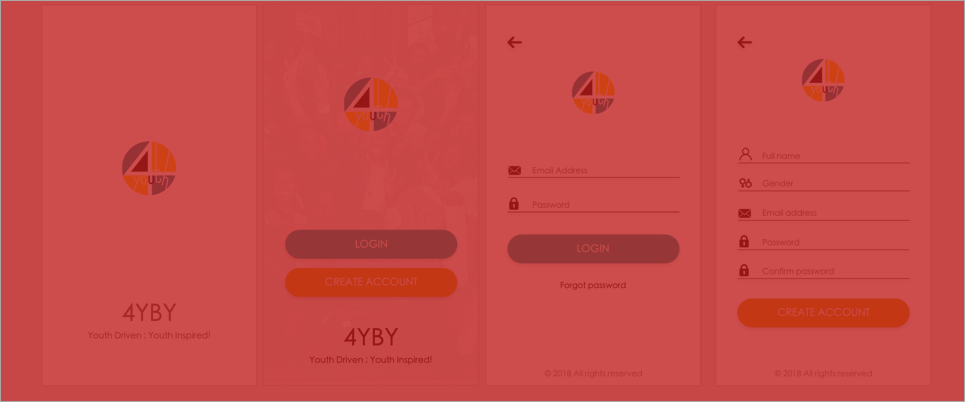 4YBY
Youth Driven : Youth Inspired!
LOGIN
CREATE ACCOUNT
4YBY
Youth Driven : Youth Inspired!
Email Address
Password
LOGIN
Forgot password
© 2018 All rights reserved
Full name
Gender
Email address
Password
Confirm password
CREATE ACCOUNT
© 2018 All rights reserved